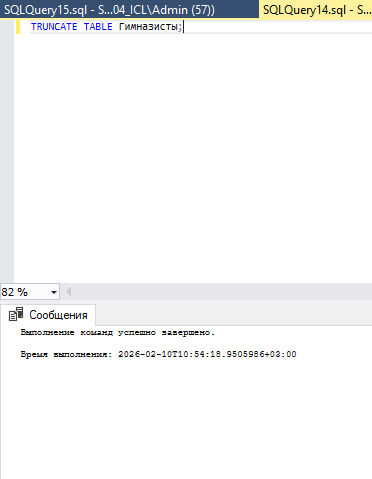 SQLQuery15.sql - S...04_ICL\Admin (57))
SQLQuery14.sql - S...
TRUNCATE TABLE Гимназисты;
82 %
Сообщения
Выполнение команд успешно завершено.
Время выполнения: 2026-02-10T10:54:18.9505986+03:00